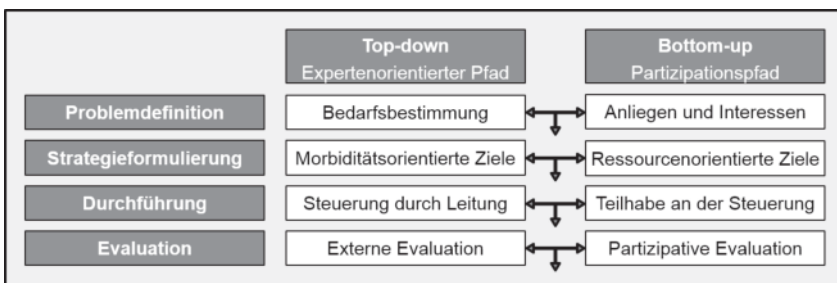 Top-down
Expertenorientierter Pfad
Bottom-up
Partizipationspfad
Problemdefinition
Bedarfsbestimmung
Anliegen und Interessen
Strategieformulierung
Morbiditätsorientierte Ziele
Ressourcenorientierte Ziele
Durchführung
Steuerung durch Leitung
Teilhabe an der Steuerung
Evaluation
Externe Evaluation
Partizipative Evaluation